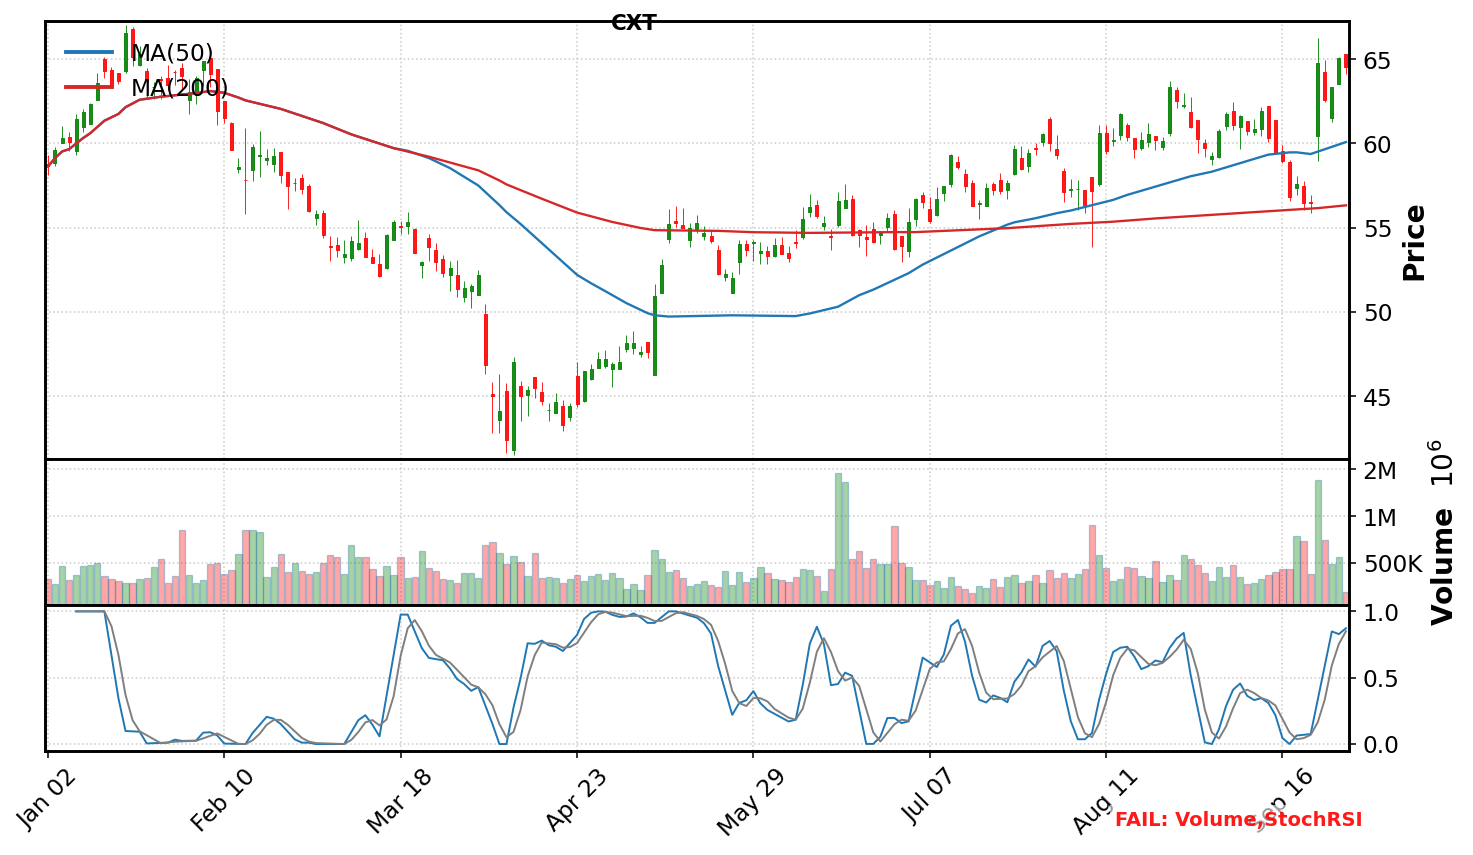 CXT
MA(50)
MA(200)
65
60
55
50
45
Price
2M
1M
500K
Volume 10^6
1.0
0.5
0.0
Jan 02
Feb 10
Mar 18
Apr 23
May 29
Jul 07
Aug 11
Sep 16
FAIL: Volume,StochRSI